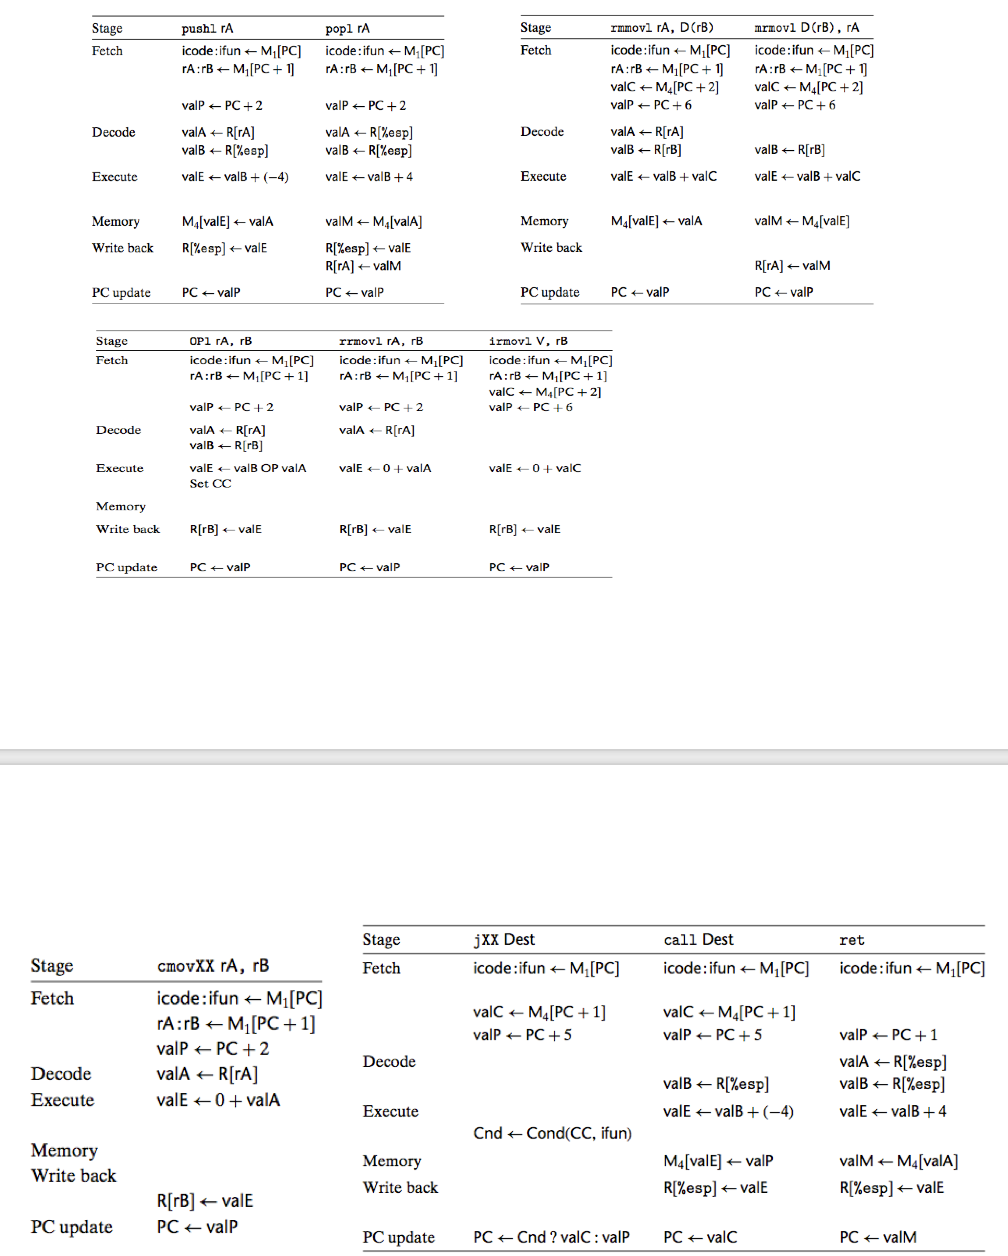 Stage pushl rA popl rA
Fetch icode:ifun ← M₁[PC] icode:ifun ← M₁[PC]
rA:rB ← M₁[PC + 1] rA:rB ← M₁[PC + 1]
valP ← PC + 2 valP ← PC + 2
Decode valA ← R[rA] valA ← R[%esp]
valB ← R[%esp] valB ← R[%esp]
Execute valE ← valB + (−4) valE ← valB + 4
Memory M₄[valE] ← valA valM ← M₄[valA]
Write back R[%esp] ← valE R[%esp] ← valE
R[rA] ← valM
PC update PC ← valP PC ← valP
Stage rmmovl rA, D(rB) mrmovl D(rB), rA
Fetch icode:ifun ← M₁[PC] icode:ifun ← M₁[PC]
rA:rB ← M₁[PC + 1] rA:rB ← M₁[PC + 1]
valC ← M₄[PC + 2] valC ← M₄[PC + 2]
valP ← PC + 6 valP ← PC + 6
Decode valA ← R[rA]
valB ← R[rB] valB ← R[rB]
Execute valE ← valB + valC valE ← valB + valC
Memory M₄[valE] ← valA valM ← M₄[valE]
Write back
R[rA] ← valM
PC update PC ← valP PC ← valP
Stage OPl rA, rB rrmovl rA, rB irmovl V, rB
Fetch icode:ifun ← M₁[PC] icode:ifun ← M₁[PC] icode:ifun ← M₁[PC]
rA:rB ← M₁[PC + 1] rA:rB ← M₁[PC + 1] rA:rB ← M₁[PC + 1]
valC ← M₄[PC + 2]
valP ← PC + 2 valP ← PC + 2 valP ← PC + 6
Decode valA ← R[rA] valA ← R[rA]
valB ← R[rB]
Execute valE ← valB OP valA valE ← 0 + valA valE ← 0 + valC
Set CC
Memory
Write back R[rB] ← valE R[rB] ← valE R[rB] ← valE
PC update PC ← valP PC ← valP PC ← valP
Stage cmovXX rA, rB
Fetch icode:ifun ← M₁[PC]
rA:rB ← M₁[PC + 1]
valP ← PC + 2
Decode valA ← R[rA]
Execute valE ← 0 + valA
Memory
Write back
R[rB] ← valE
PC update PC ← valP
Stage jXX Dest call Dest ret
Fetch icode:ifun ← M₁[PC] icode:ifun ← M₁[PC] icode:ifun ← M₁[PC]
valC ← M₄[PC + 1] valC ← M₄[PC + 1]
valP ← PC + 5 valP ← PC + 5 valP ← PC + 1
Decode valA ← R[%esp]
valB ← R[%esp] valB ← R[%esp]
Execute valE ← valB + (−4) valE ← valB + 4
Cnd ← Cond(CC, ifun)
Memory M₄[valE] ← valP valM ← M₄[valA]
Write back R[%esp] ← valE R[%esp] ← valE
PC update PC ← Cnd ? valC : valP PC ← valC PC ← valM